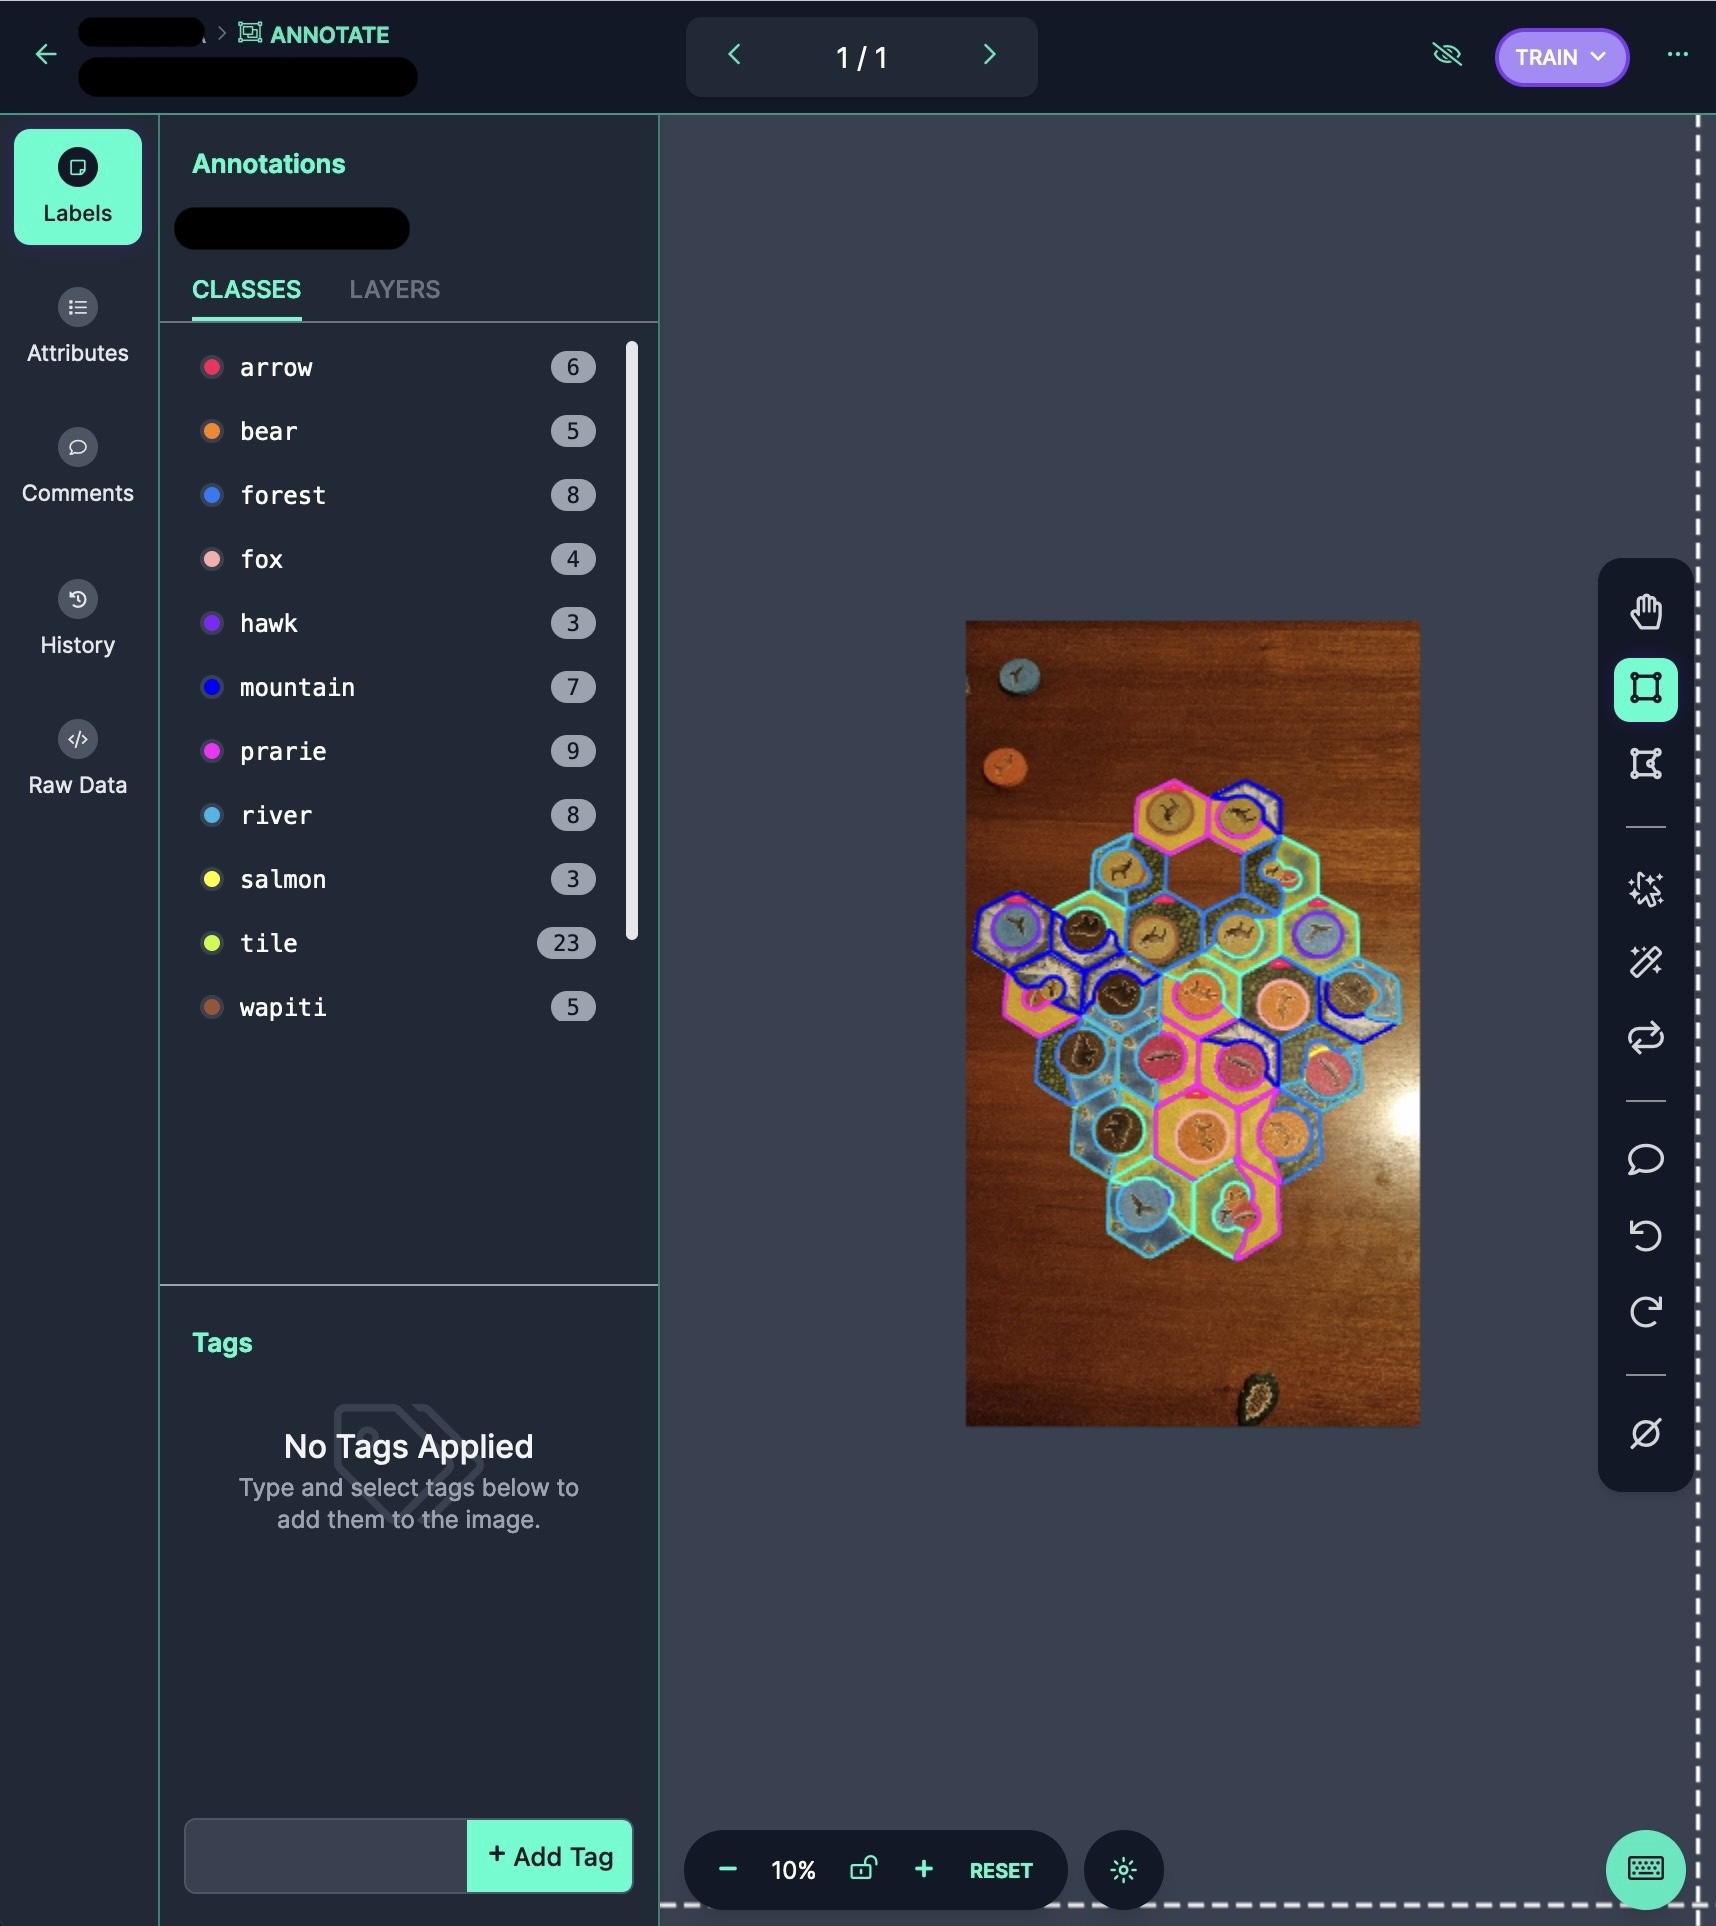 ANNOTATE
1 / 1
TRAIN
Labels
Attributes
Comments
History
Raw Data
Annotations
CLASSES LAYERS
arrow 6
bear 5
forest 8
fox 4
hawk 3
mountain 7
prarie 9
river 8
salmon 3
tile 23
wapiti 5
Tags
No Tags Applied
Type and select tags below to
add them to the image.
+ Add Tag
10% RESET